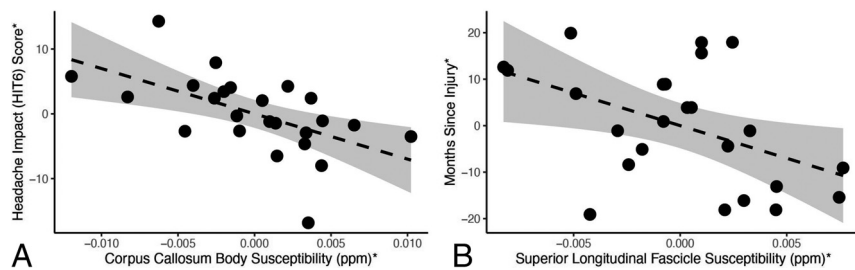 Headache Impact (HIT6) Score*
10
0
−10
−0.010
−0.005
0.000
0.005
0.010
A
Corpus Callosum Body Susceptibility (ppm)*
Months Since Injury*
20
10
0
−10
−20
−0.005
0.000
0.005
B
Superior Longitudinal Fascicle Susceptibility (ppm)*